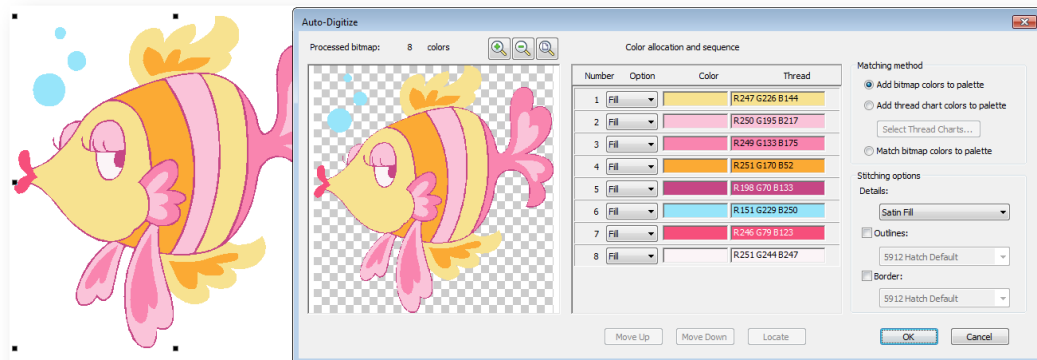 Auto-Digitize
Processed bitmap: 8 colors
Color allocation and sequence
Number Option Color Thread
1 Fill R247 G226 B144
2 Fill R250 G195 B217
3 Fill R249 G133 B175
4 Fill R251 G170 B52
5 Fill R198 G70 B133
6 Fill R151 G229 B250
7 Fill R246 G79 B123
8 Fill R251 G244 B247
Move Up Move Down Locate
Matching method
Add bitmap colors to palette
Add thread chart colors to palette
Select Thread Charts...
Match bitmap colors to palette
Stitching options
Details:
Satin Fill
Outlines:
5912 Hatch Default
Border:
5912 Hatch Default
OK Cancel